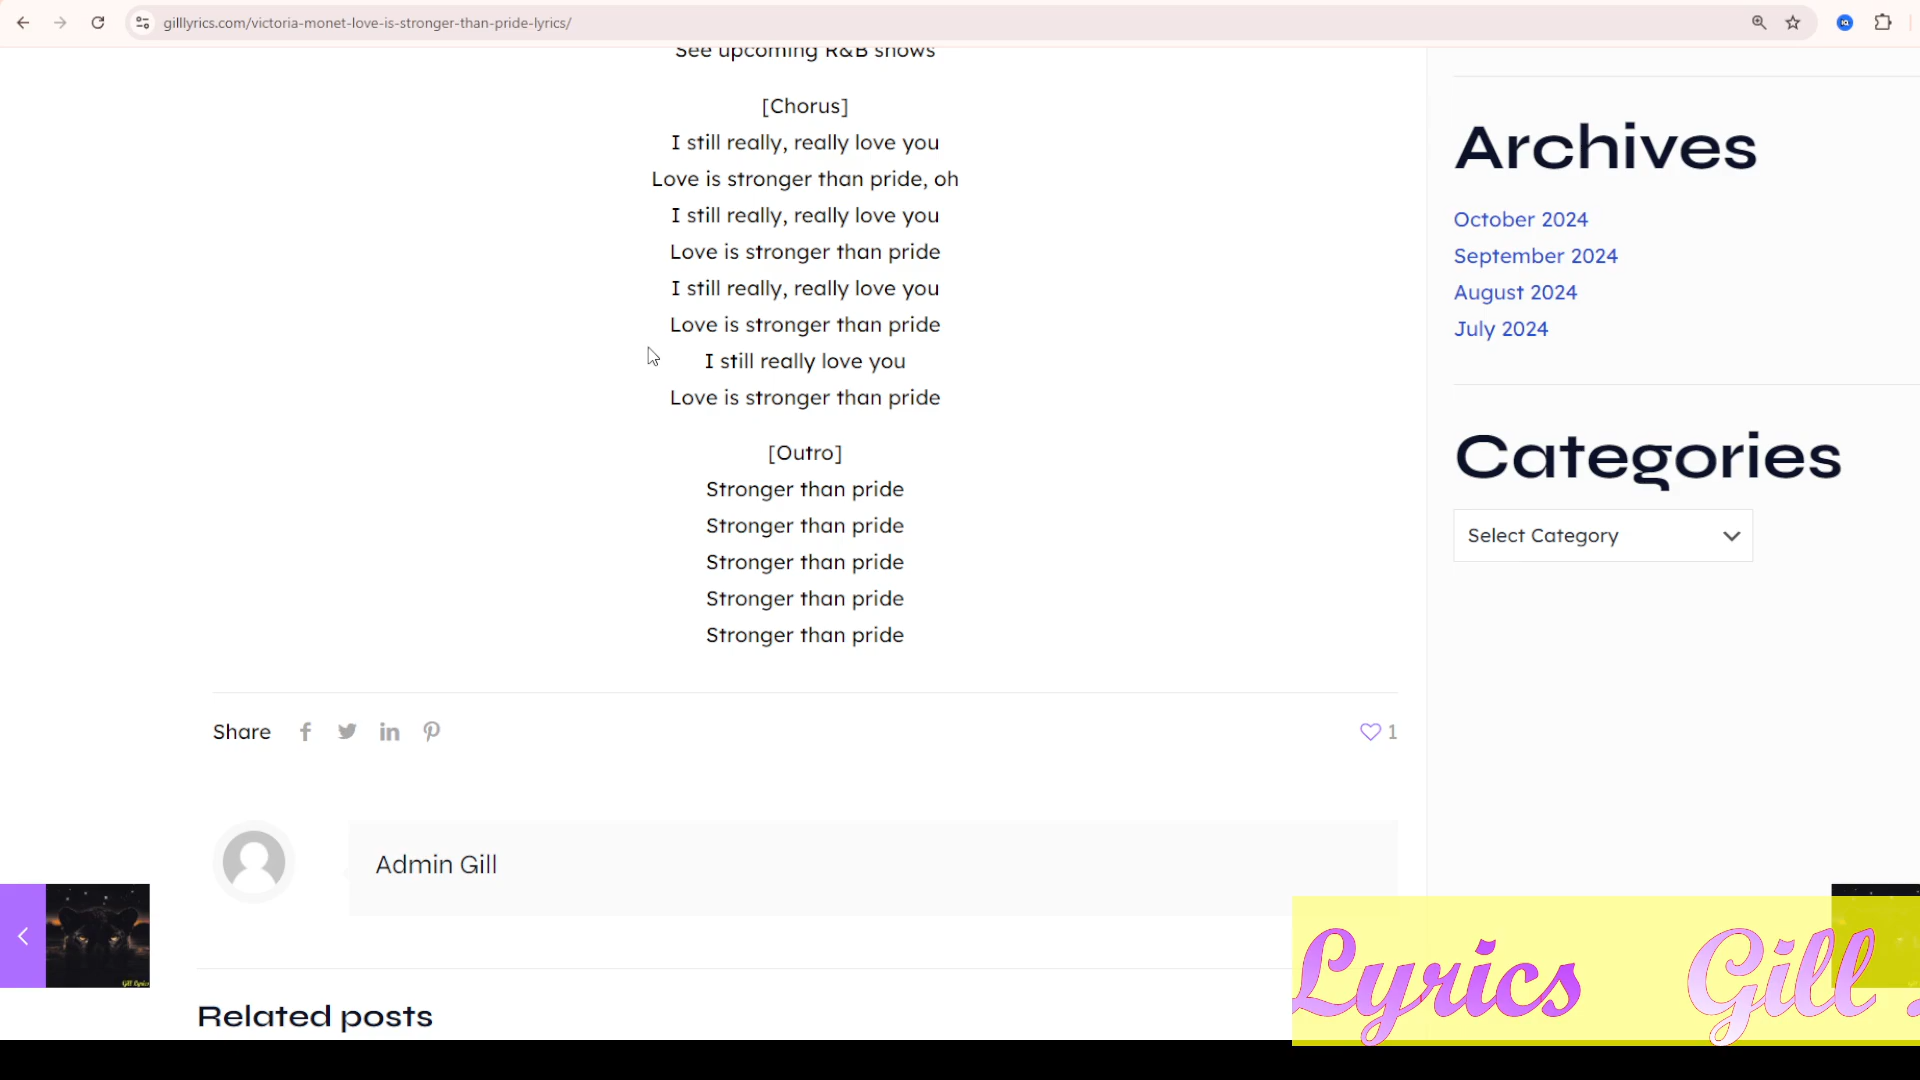 gilllyrics.com/victoria-monet-love-is-stronger-than-pride-lyrics/
See upcoming R&B shows
[Chorus]
I still really, really love you
Love is stronger than pride, oh
I still really, really love you
Love is stronger than pride
I still really, really love you
Love is stronger than pride
I still really love you
Love is stronger than pride
[Outro]
Stronger than pride
Stronger than pride
Stronger than pride
Stronger than pride
Stronger than pride
Share
1
Admin Gill
Related posts
Archives
October 2024
September 2024
August 2024
July 2024
Categories
Select Category
Gill Lyrics
Lyrics Gill